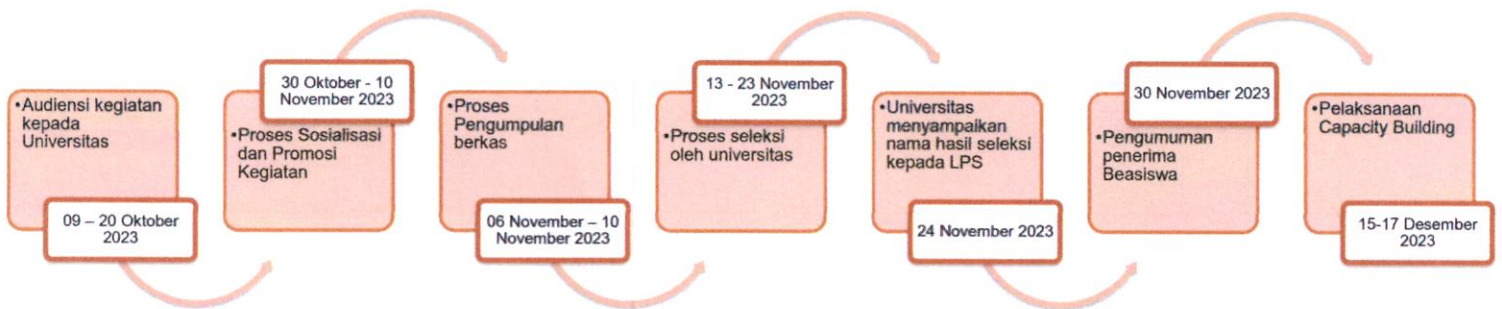 •Audiensi kegiatan
kepada
Universitas
09 – 20 Oktober
2023
30 Oktober - 10
November 2023
•Proses Sosialisasi
dan Promosi
Kegiatan
•Proses
Pengumpulan
berkas
06 November – 10
November 2023
13 - 23 November
2023
•Proses seleksi
oleh universitas
•Universitas
menyampaikan
nama hasil seleksi
kepada LPS
24 November 2023
30 November 2023
•Pengumuman
penerima
Beasiswa
•Pelaksanaan
Capacity Building
15-17 Desember
2023